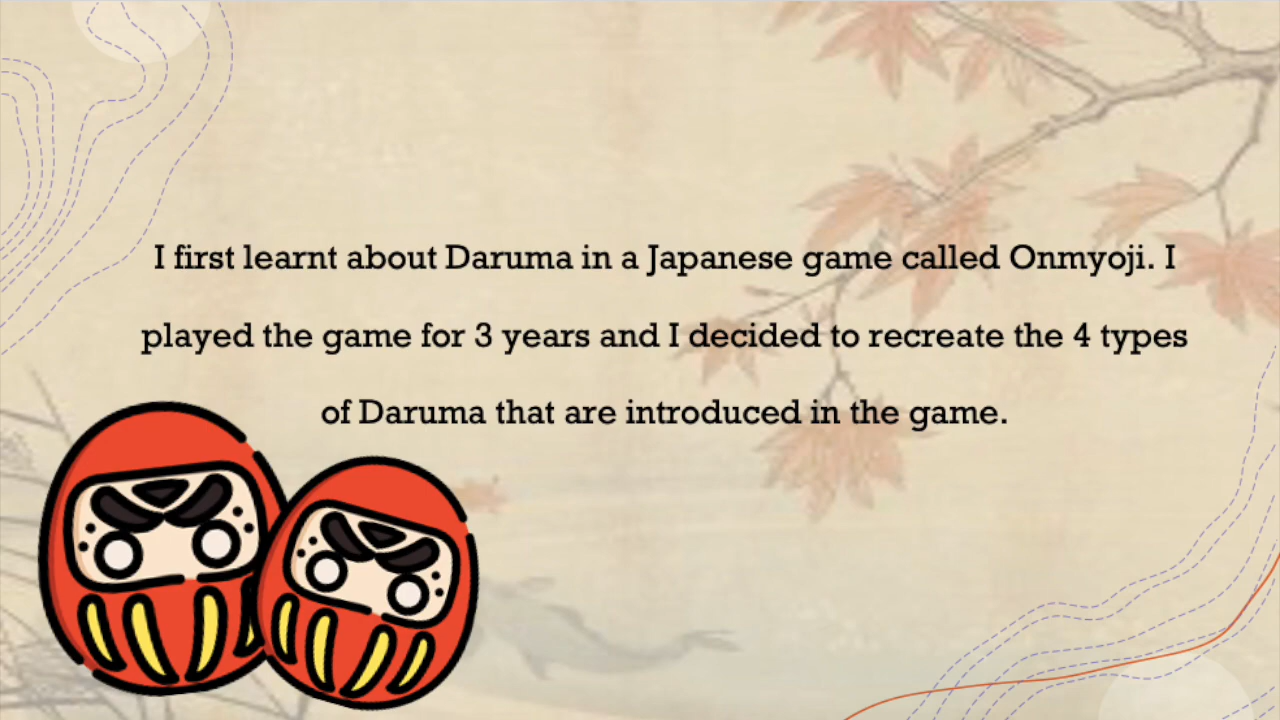 I first learnt about Daruma in a Japanese game called Onmyoji. I
played the game for 3 years and I decided to recreate the 4 types
of Daruma that are introduced in the game.